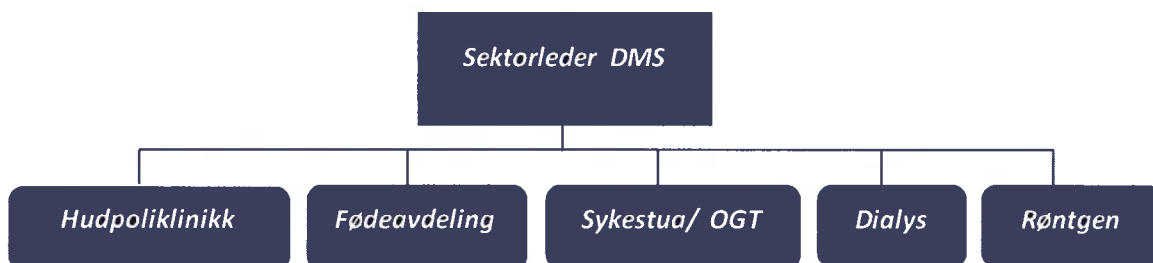 Sektorleder DMS
Hudpoliklinikk
Fødeavdeling
Sykestua/ OGT
Dialys
Røntgen